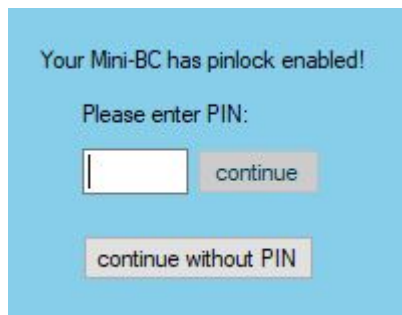 Your Mini-BC has pinlock enabled!
Please enter PIN:
continue
continue without PIN